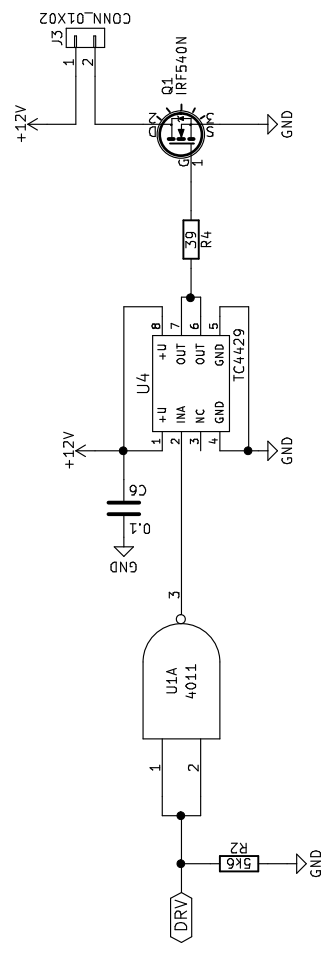 CONN_01X02
J3
1
2
+12V
Q1
IRF540N
2
D
3
S
G
1
GND
39
R4
8
7
6
5
+U
OUT
OUT
GND
U4
TC4429
+U
INA
NC
GND
1
2
3
4
+12V
GND
C6
0.1
GND
3
U1A
4011
1
2
R2
5k6
GND
DRV